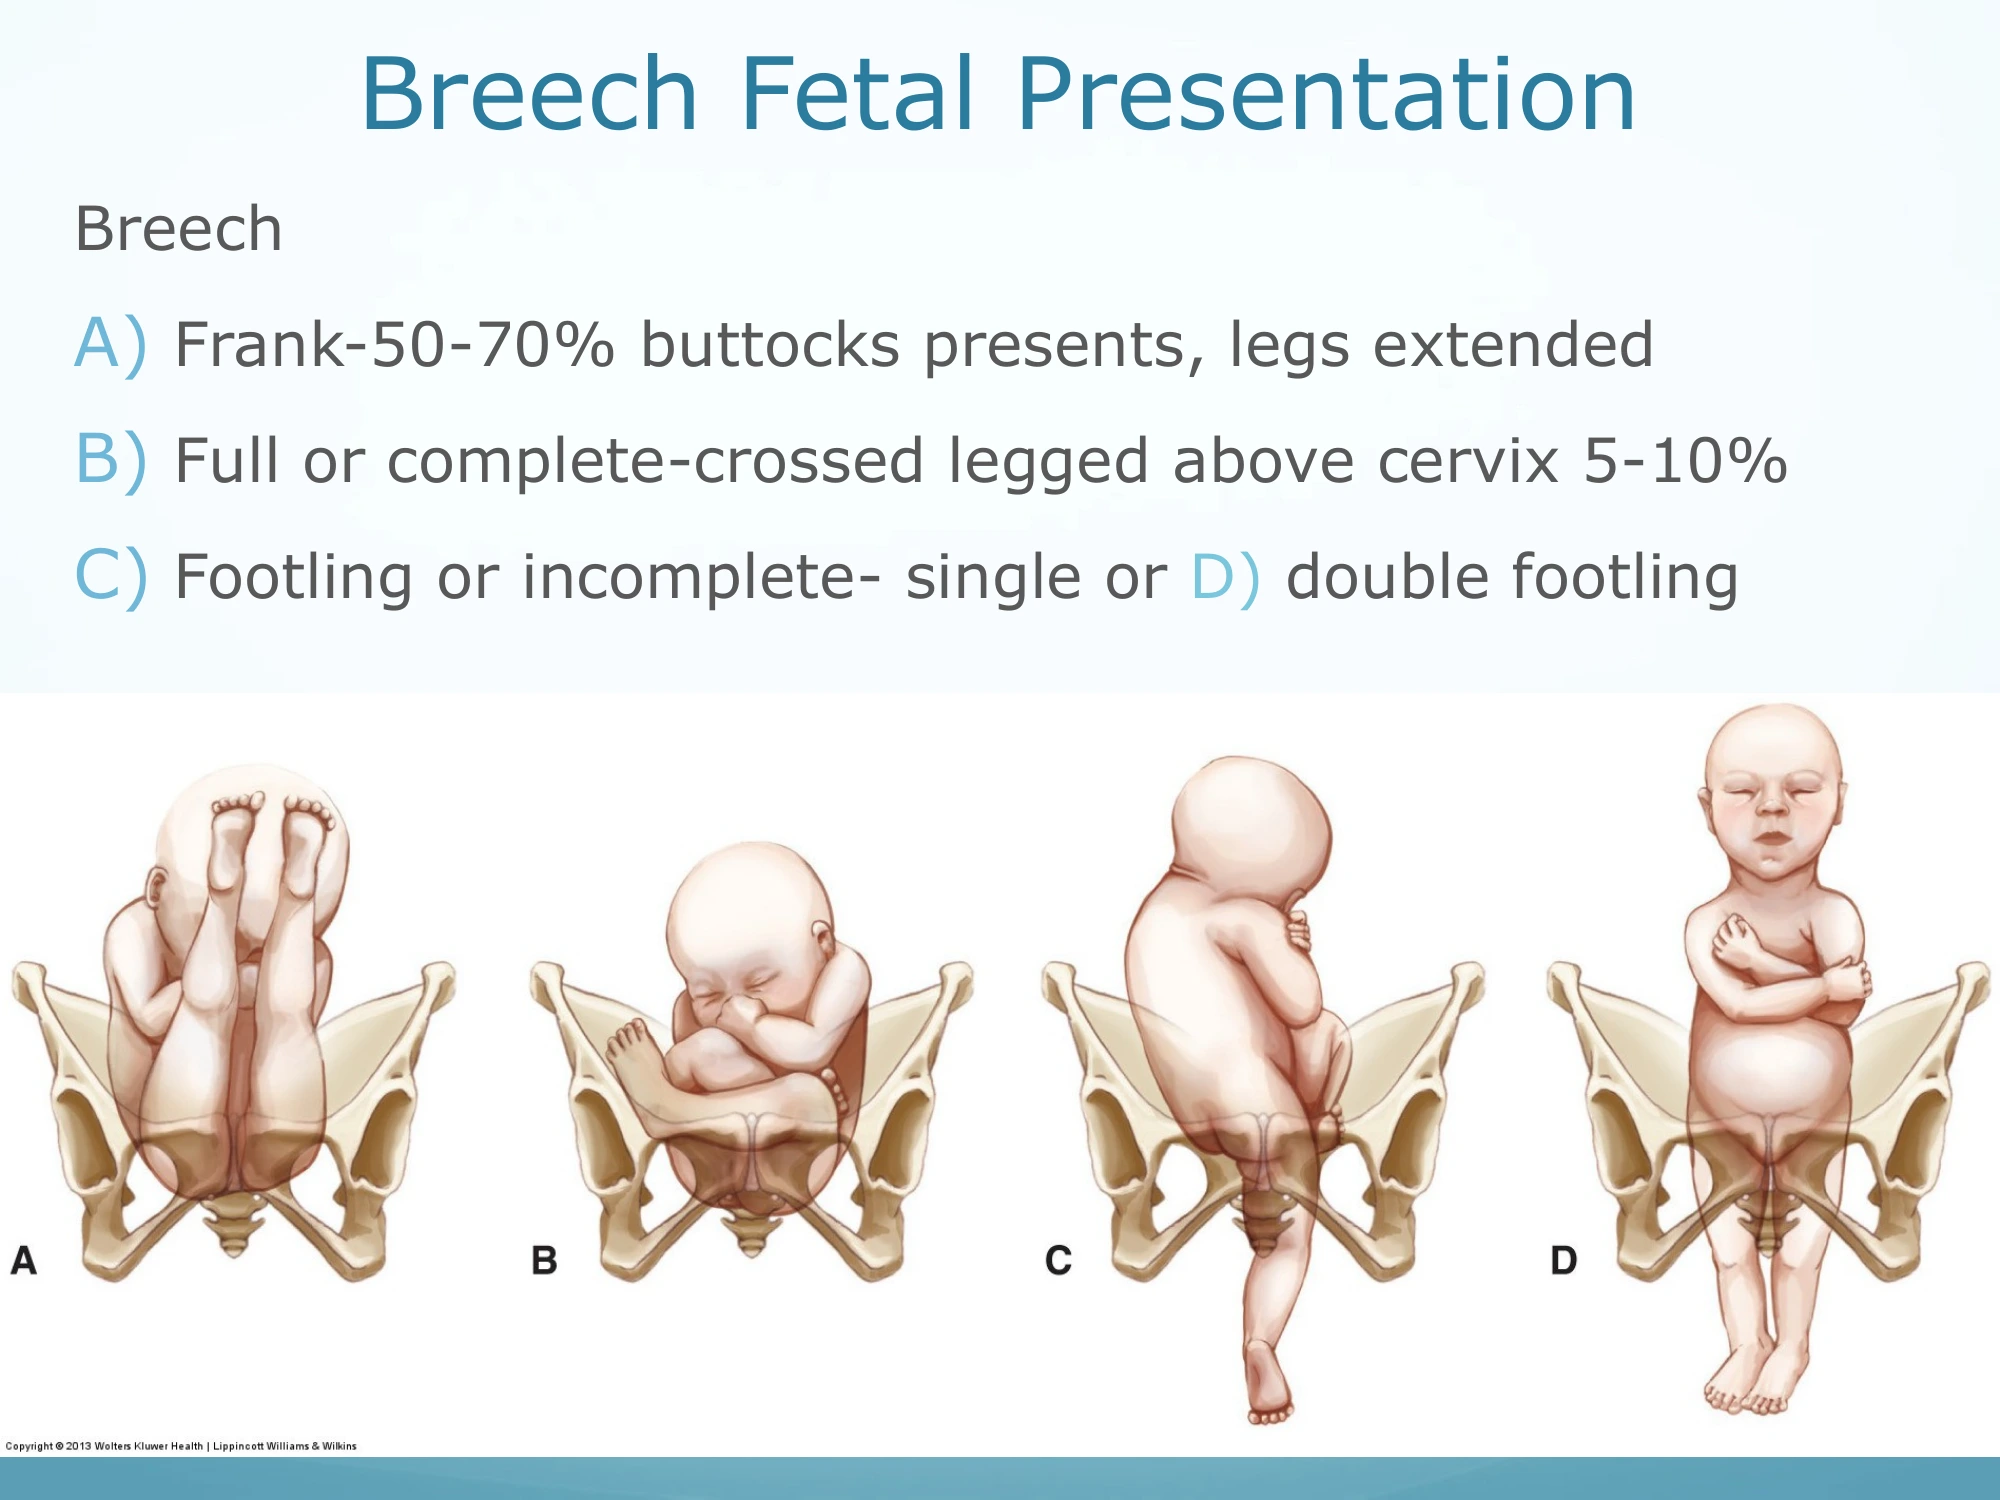 Breech Fetal Presentation
Breech
A) Frank-50-70% buttocks presents, legs extended
B) Full or complete-crossed legged above cervix 5-10%
C) Footling or incomplete- single or D) double footling
A
B
C
D
Copyright © 2013 Wolters Kluwer Health | Lippincott Williams & Wilkins